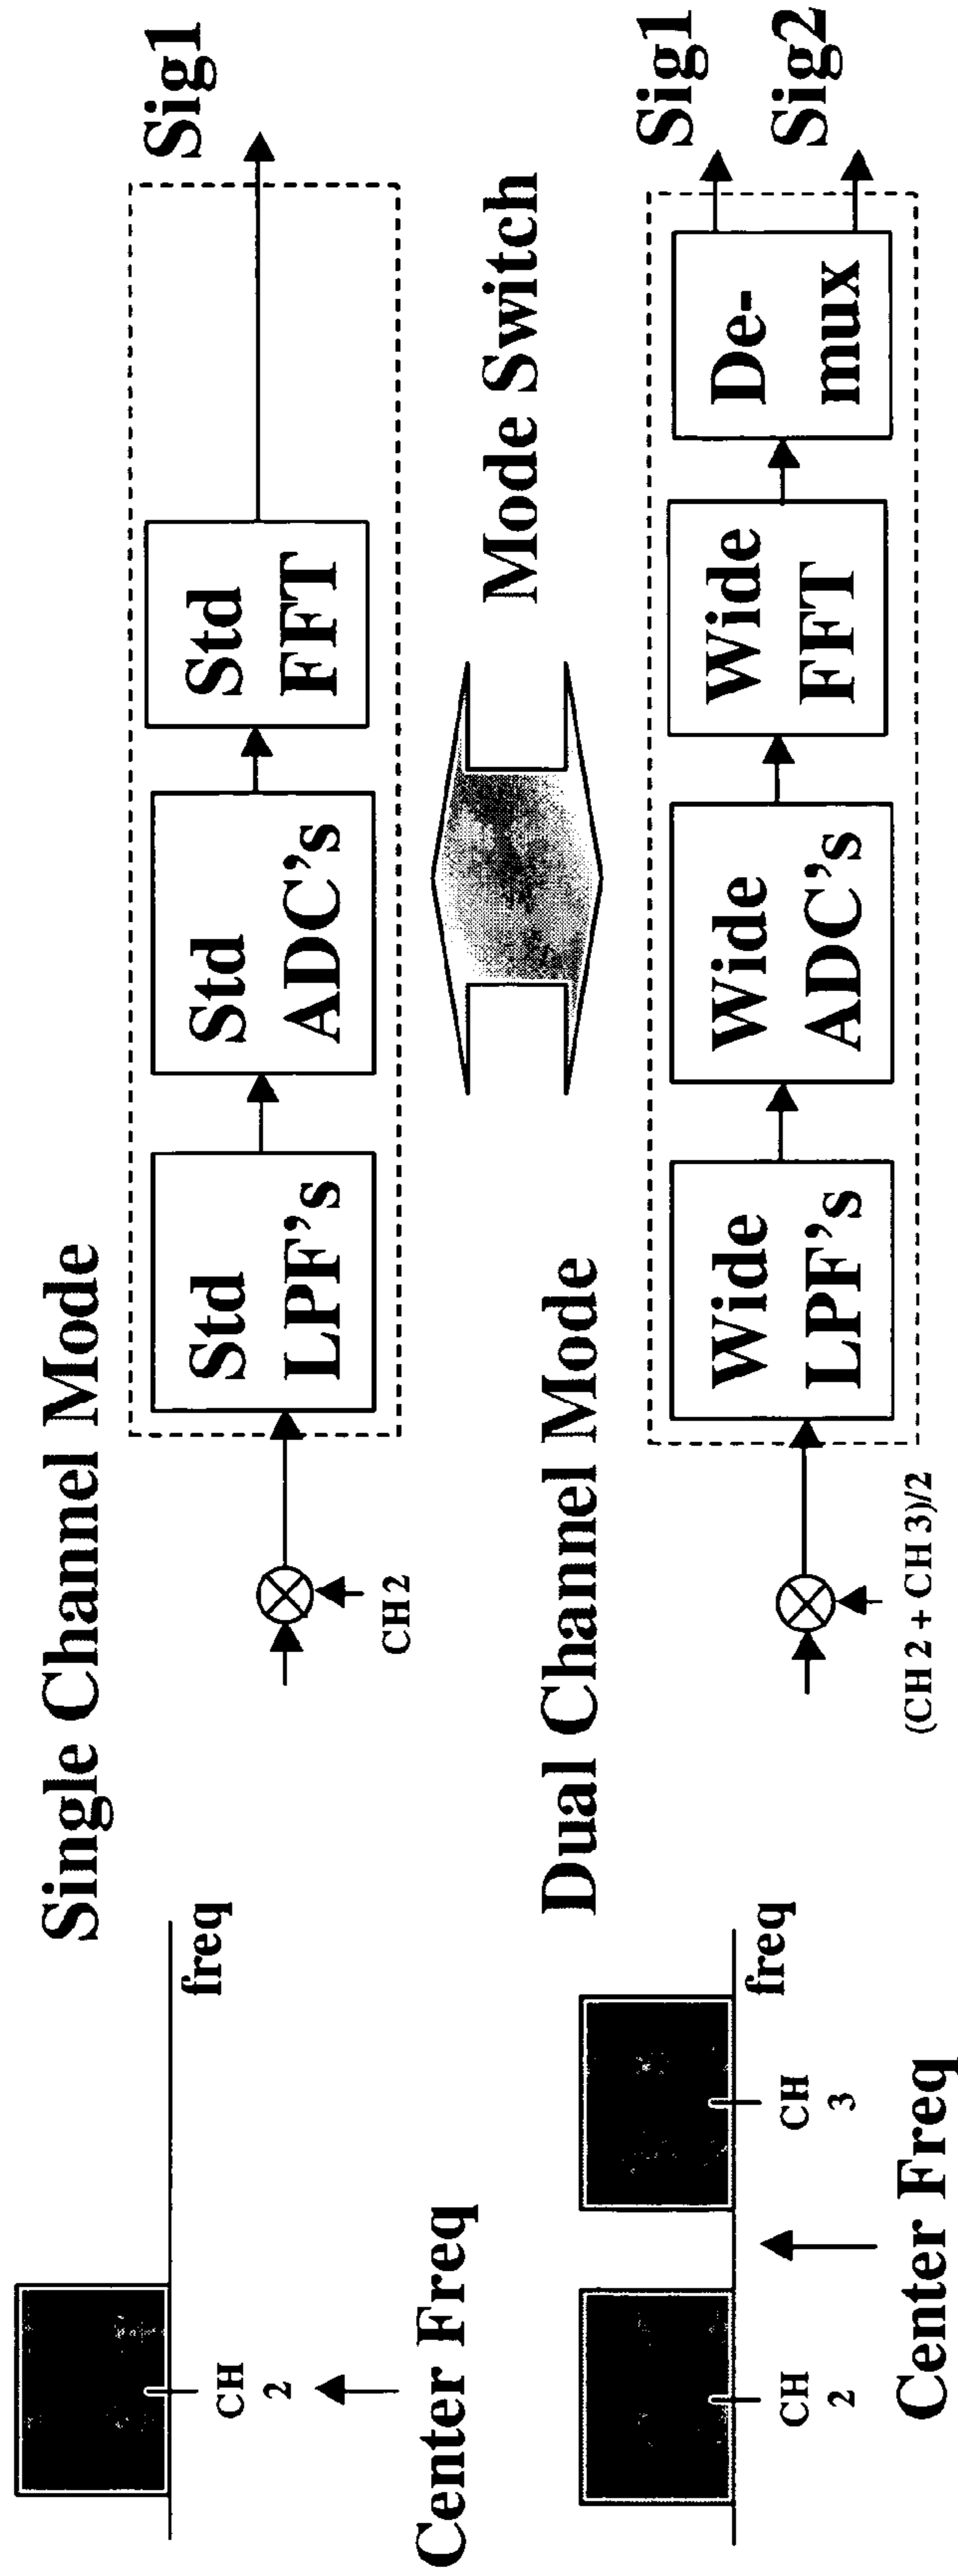 Single Channel Mode
CH
2
freq
Center Freq
CH 2
Std
LPF's
Std
ADC's
Std
FFT
Sig1
Mode Switch
Dual Channel Mode
CH
2
CH
3
freq
Center Freq
(CH 2 + CH 3)/2
Wide
LPF's
Wide
ADC's
Wide
FFT
De-
mux
Sig1
Sig2